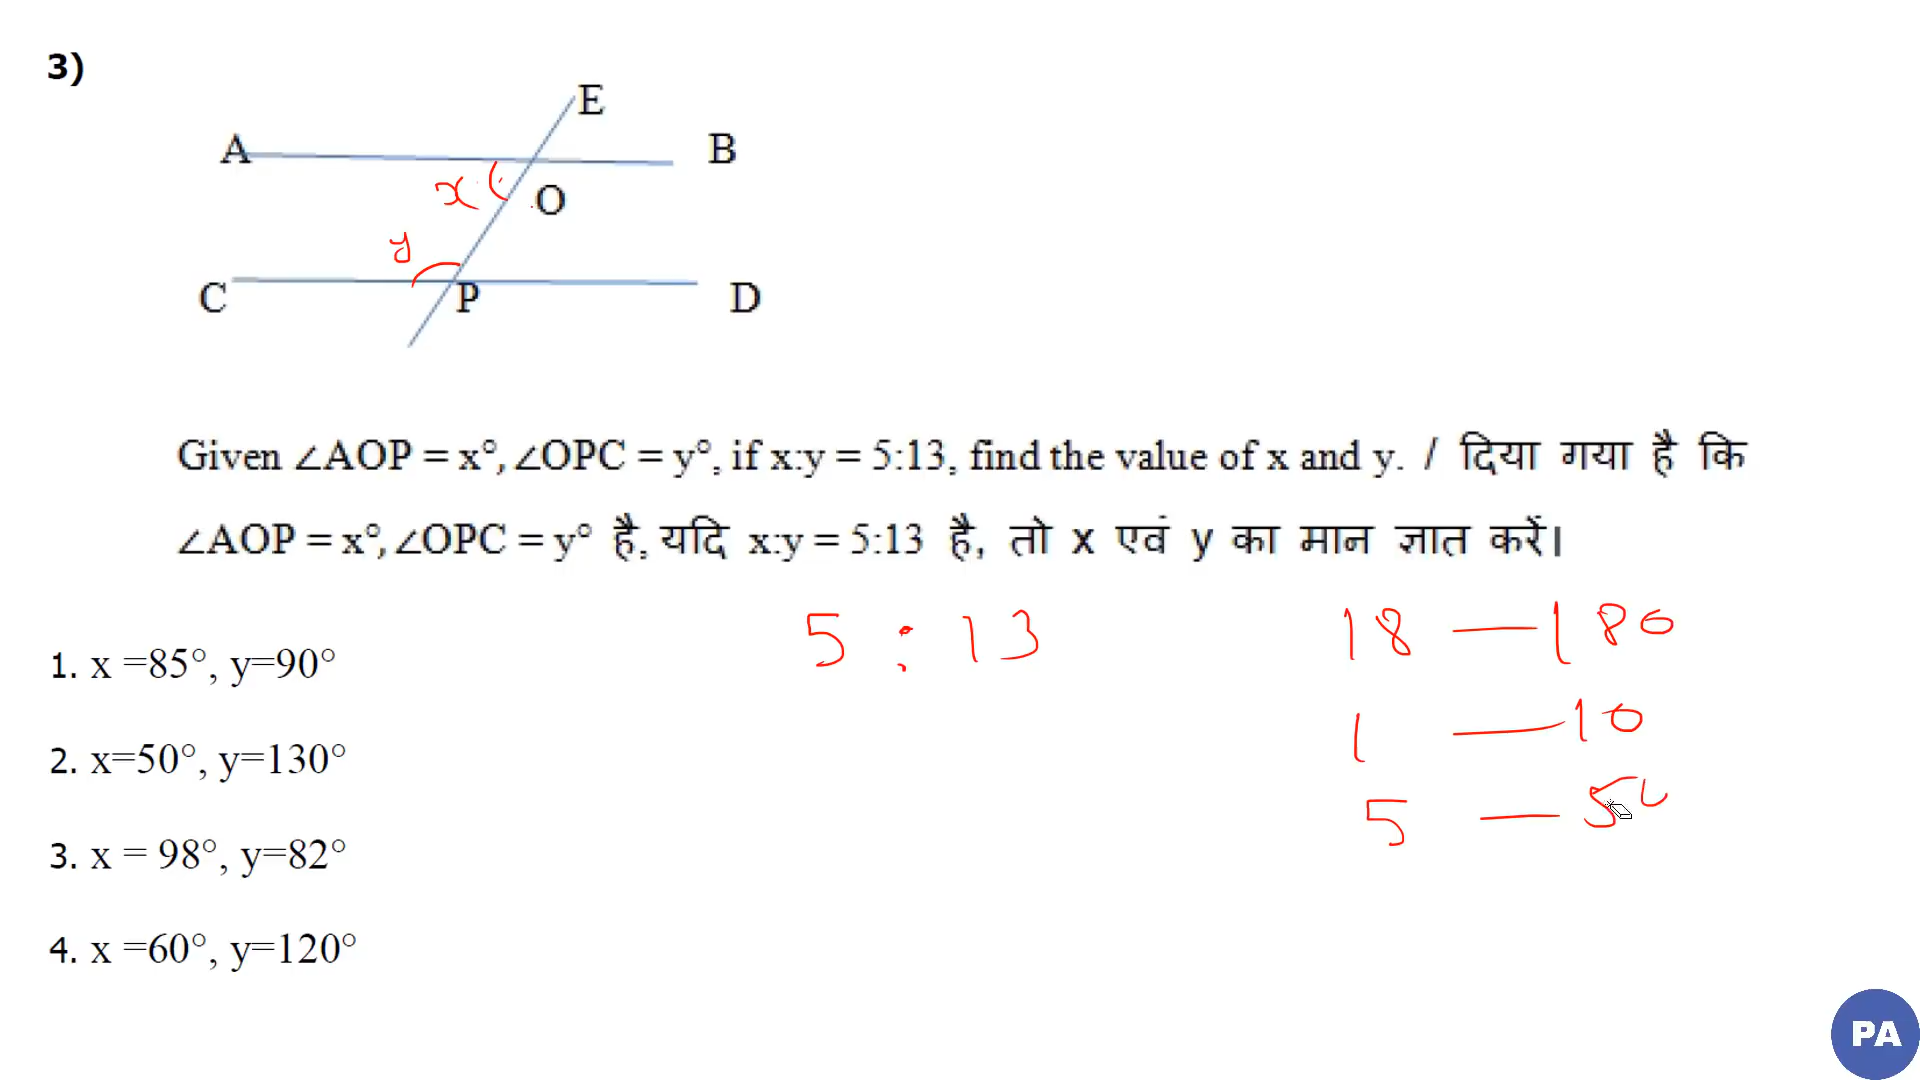 3)
E
A
B
x
O
y
C
P
D
Given ∠AOP = x°, ∠OPC = y°, if x:y = 5:13, find the value of x and y. / दिया गया है कि
∠AOP = x°, ∠OPC = y° है, यदि x:y = 5:13 है, तो x एवं y का मान ज्ञात करें।
5 : 13
18 — 180
1 — 10
5 — 50
1. x =85°, y=90°
2. x=50°, y=130°
3. x = 98°, y=82°
4. x =60°, y=120°
PA